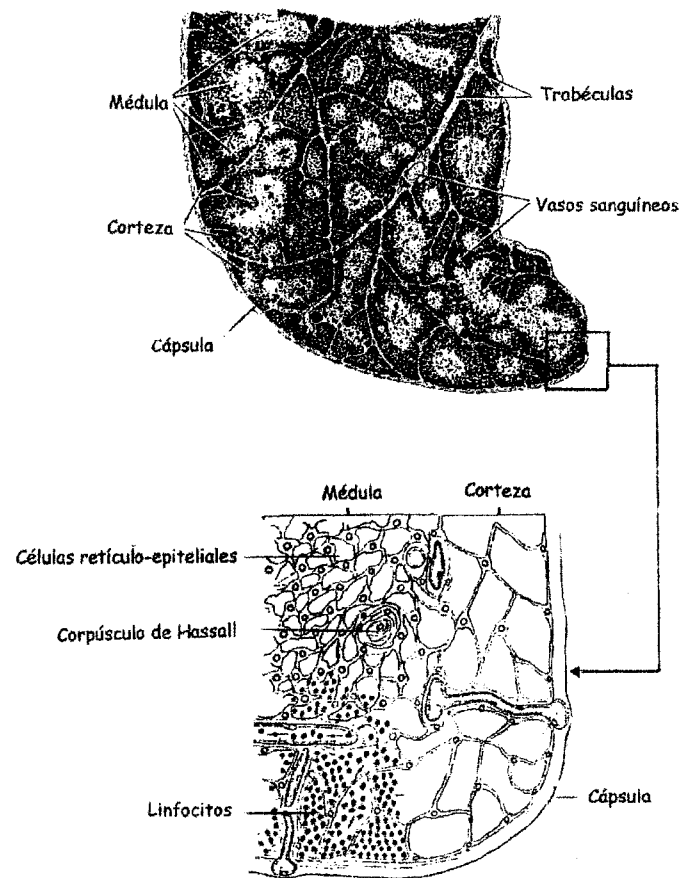 Médula
Trabéculas
Vasos sanguíneos
Corteza
Cápsula
Médula
Corteza
Células retículo-epiteliales
Corpúsculo de Hassall
Linfocitos
Cápsula